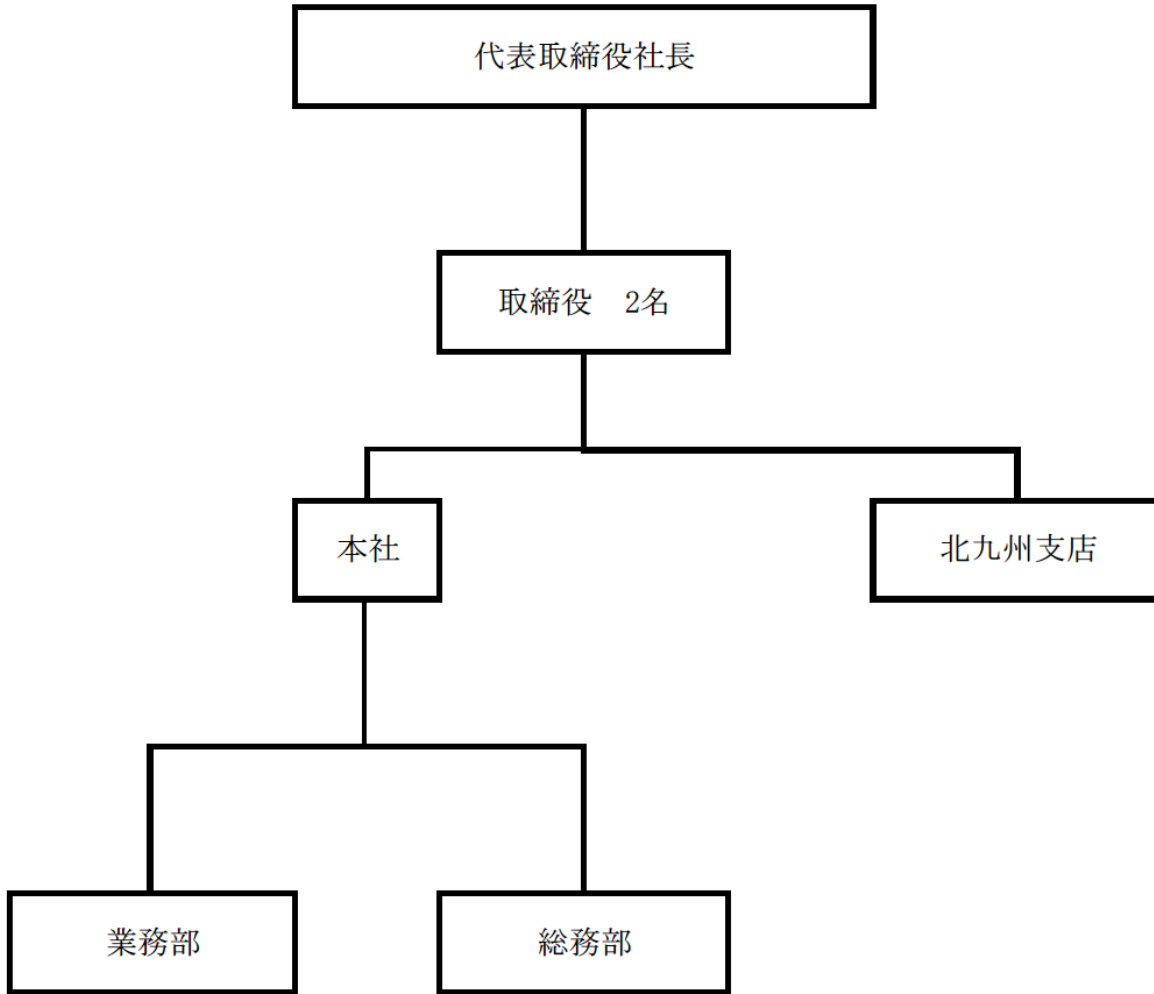 代表取締役社長
取締役　2名
本社
北九州支店
業務部
総務部